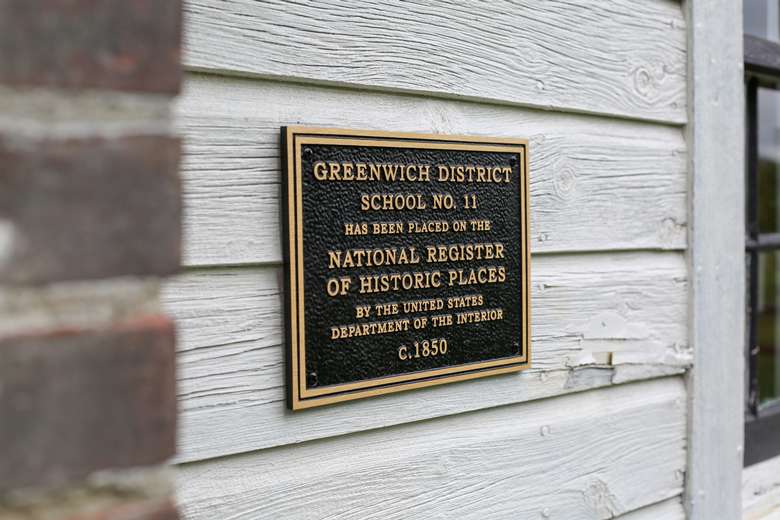 GREENWICH DISTRICT
SCHOOL NO. 11
HAS BEEN PLACED ON THE
NATIONAL REGISTER
OF HISTORIC PLACES
BY THE UNITED STATES
DEPARTMENT OF THE INTERIOR
C.1850